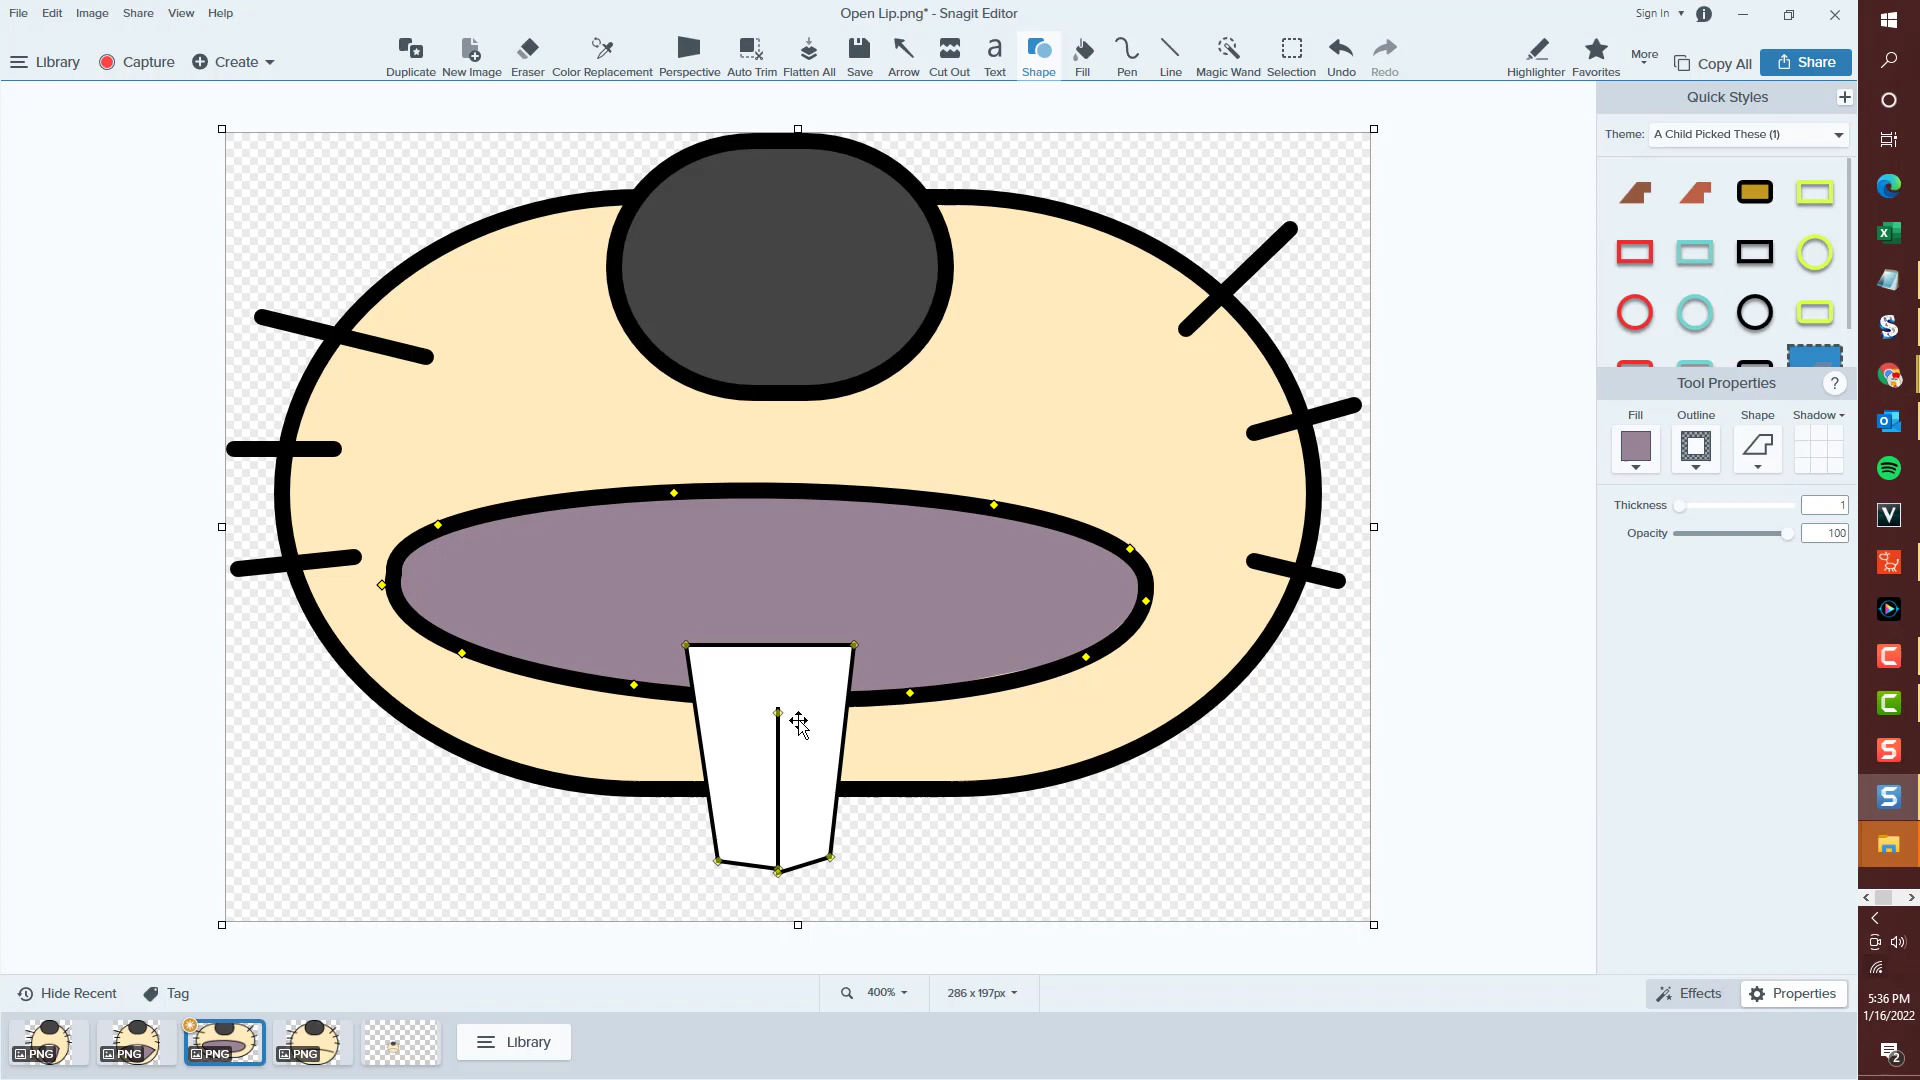 File Edit Image Share View Help
Open Lip.png* - Snagit Editor
Sign In
Library Capture Create
Duplicate New Image Eraser Color Replacement Perspective Auto Trim Flatten All Save Arrow Cut Out Text Shape Fill Pen Line Magic Wand Selection Undo Redo
Highlighter Favorites More Copy All Share
Quick Styles
Theme: A Child Picked These (1)
Tool Properties ?
Fill Outline Shape Shadow
Thickness 1
Opacity 100
Hide Recent Tag 400% 286 x 197px Effects Properties
PNG PNG PNG PNG Library
5:36 PM
1/16/2022
2